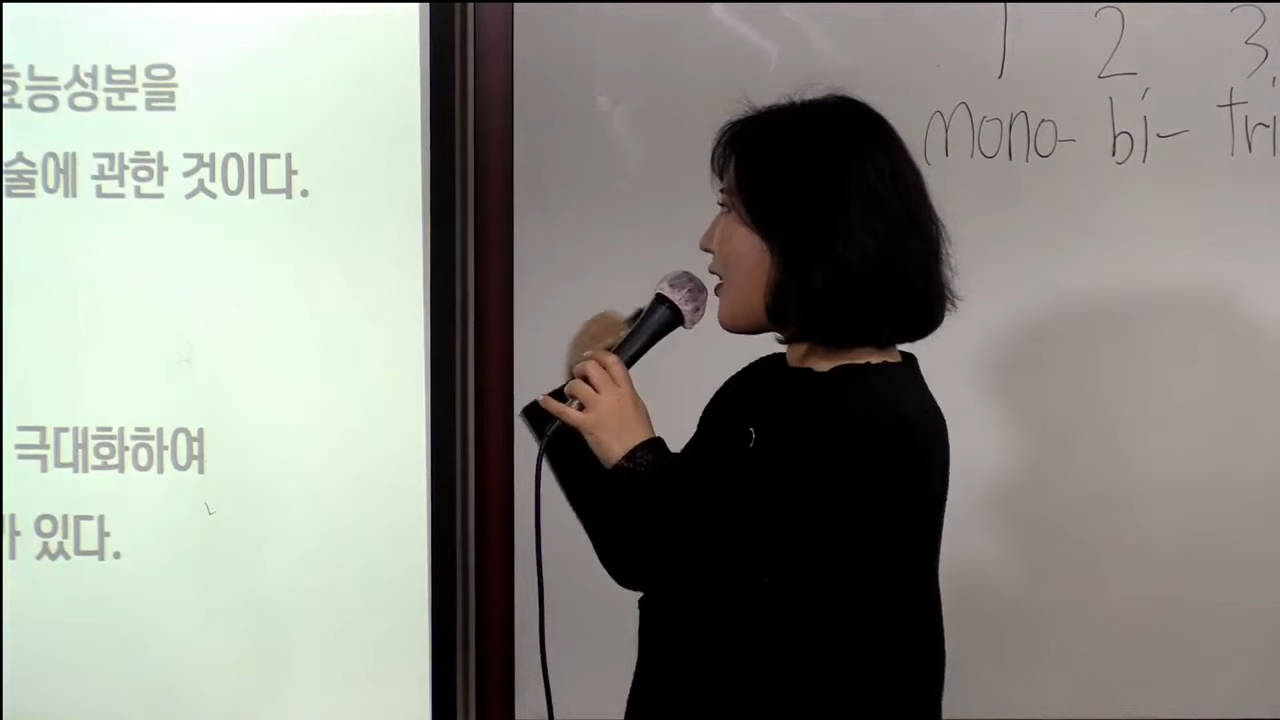 효능성분을
술에 관한 것이다.
극대화하여
가 있다.
1 2 3
mono- bi- tri